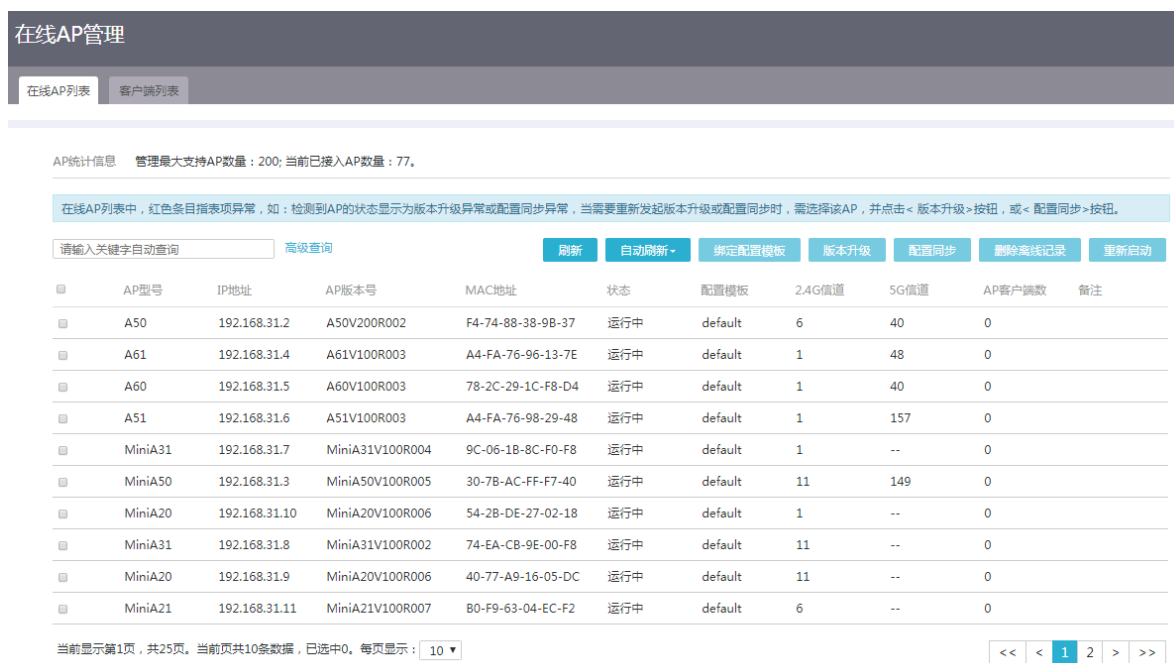 在线AP管理
在线AP列表 客户端列表
AP统计信息 管理最大支持AP数量：200; 当前已接入AP数量：77。
在线AP列表中，红色条目指表项异常，如：检测到AP的状态显示为版本升级异常或配置同步异常，当需要重新发起版本升级或配置同步时，需选择该AP，并点击< 版本升级>按钮，或< 配置同步>按钮。
请输入关键字自动查询 高级查询 刷新 自动刷新 绑定配置模板 版本升级 配置同步 删除离线记录 重新启动
AP型号 IP地址 AP版本号 MAC地址 状态 配置模板 2.4G信道 5G信道 AP客户端数 备注
A50 192.168.31.2 A50V200R002 F4-74-88-38-9B-37 运行中 default 6 40 0
A61 192.168.31.4 A61V100R003 A4-FA-76-96-13-7E 运行中 default 1 48 0
A60 192.168.31.5 A60V100R003 78-2C-29-1C-F8-D4 运行中 default 1 40 0
A51 192.168.31.6 A51V100R003 A4-FA-76-98-29-48 运行中 default 1 157 0
MiniA31 192.168.31.7 MiniA31V100R004 9C-06-1B-8C-F0-F8 运行中 default 1 -- 0
MiniA50 192.168.31.3 MiniA50V100R005 30-7B-AC-FF-F7-40 运行中 default 11 149 0
MiniA20 192.168.31.10 MiniA20V100R006 54-2B-DE-27-02-18 运行中 default 1 -- 0
MiniA31 192.168.31.8 MiniA31V100R002 74-EA-CB-9E-00-F8 运行中 default 11 -- 0
MiniA20 192.168.31.9 MiniA20V100R006 40-77-A9-16-05-DC 运行中 default 11 -- 0
MiniA21 192.168.31.11 MiniA21V100R007 B0-F9-63-04-EC-F2 运行中 default 6 -- 0
当前显示第1页，共25页。当前页共10条数据，已选中0。每页显示： 10 << < 1 2 > >>